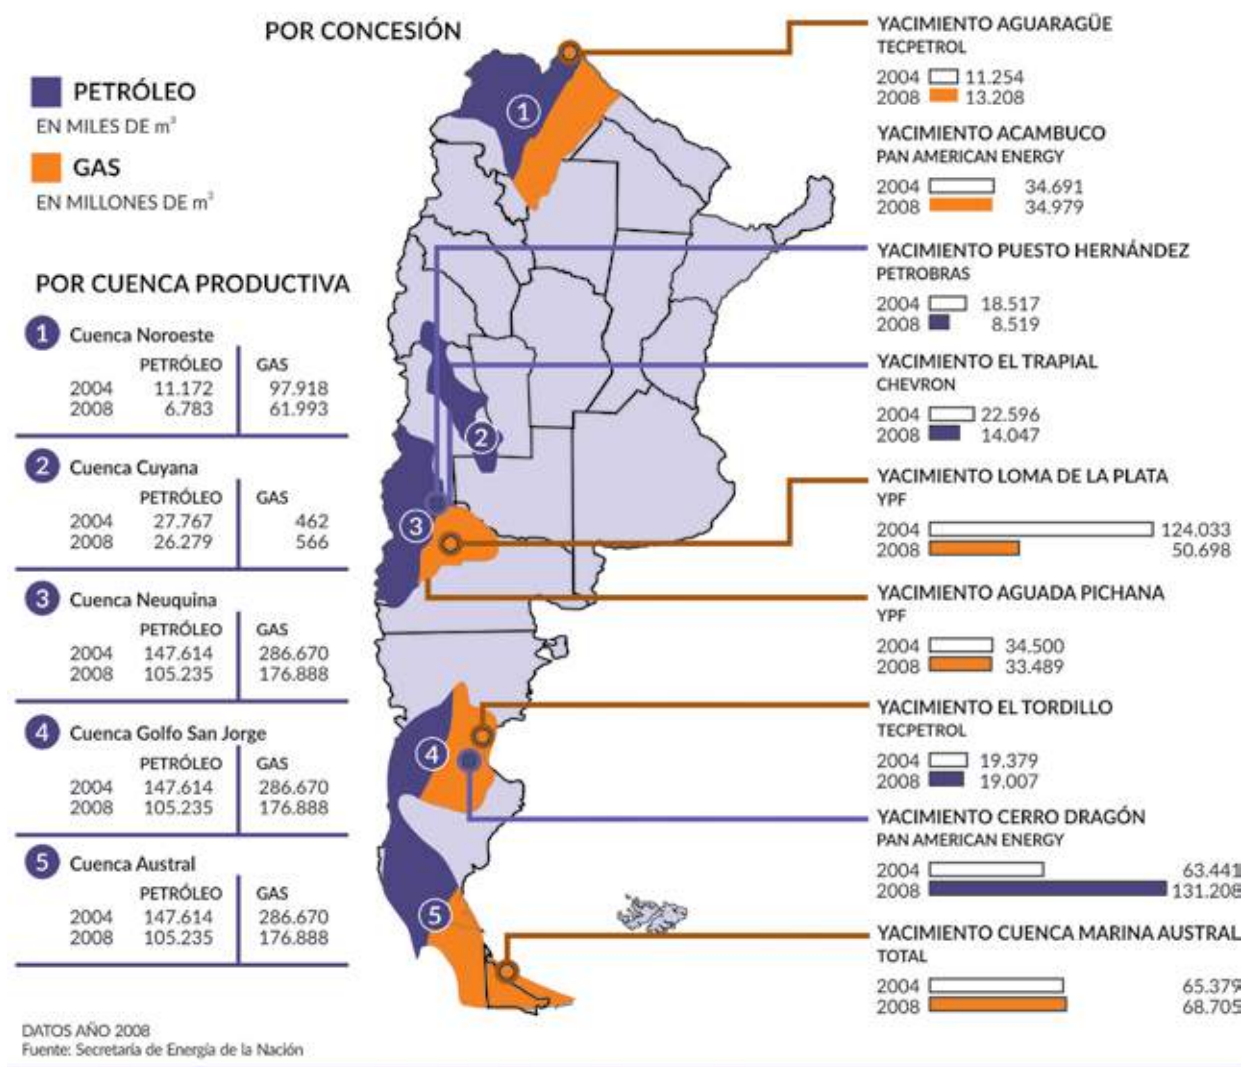 POR CONCESIÓN
PETRÓLEO
EN MILES DE m³
GAS
EN MILLONES DE m³
POR CUENCA PRODUCTIVA
1 Cuenca Noroeste
PETRÓLEO GAS
2004 11.172 97.918
2008 6.783 61.993
2 Cuenca Cuyana
PETRÓLEO GAS
2004 27.767 462
2008 26.279 566
3 Cuenca Neuquina
PETRÓLEO GAS
2004 147.614 286.670
2008 105.235 176.888
4 Cuenca Golfo San Jorge
PETRÓLEO GAS
2004 147.614 286.670
2008 105.235 176.888
5 Cuenca Austral
PETRÓLEO GAS
2004 147.614 286.670
2008 105.235 176.888
DATOS AÑO 2008
Fuente: Secretaría de Energía de la Nación
1
2
3
4
5
YACIMIENTO AGUARAGÜE
TECPETROL
2004 11.254
2008 13.208
YACIMIENTO ACAMBUCO
PAN AMERICAN ENERGY
2004 34.691
2008 34.979
YACIMIENTO PUESTO HERNÁNDEZ
PETROBRAS
2004 18.517
2008 8.519
YACIMIENTO EL TRAPIAL
CHEVRON
2004 22.596
2008 14.047
YACIMIENTO LOMA DE LA PLATA
YPF
2004 124.033
2008 50.698
YACIMIENTO AGUADA PICHANA
YPF
2004 34.500
2008 33.489
YACIMIENTO EL TORDILLO
TECPETROL
2004 19.379
2008 19.007
YACIMIENTO CERRO DRAGÓN
PAN AMERICAN ENERGY
2004 63.441
2008 131.208
YACIMIENTO CUENCA MARINA AUSTRAL
TOTAL
2004 65.379
2008 68.705